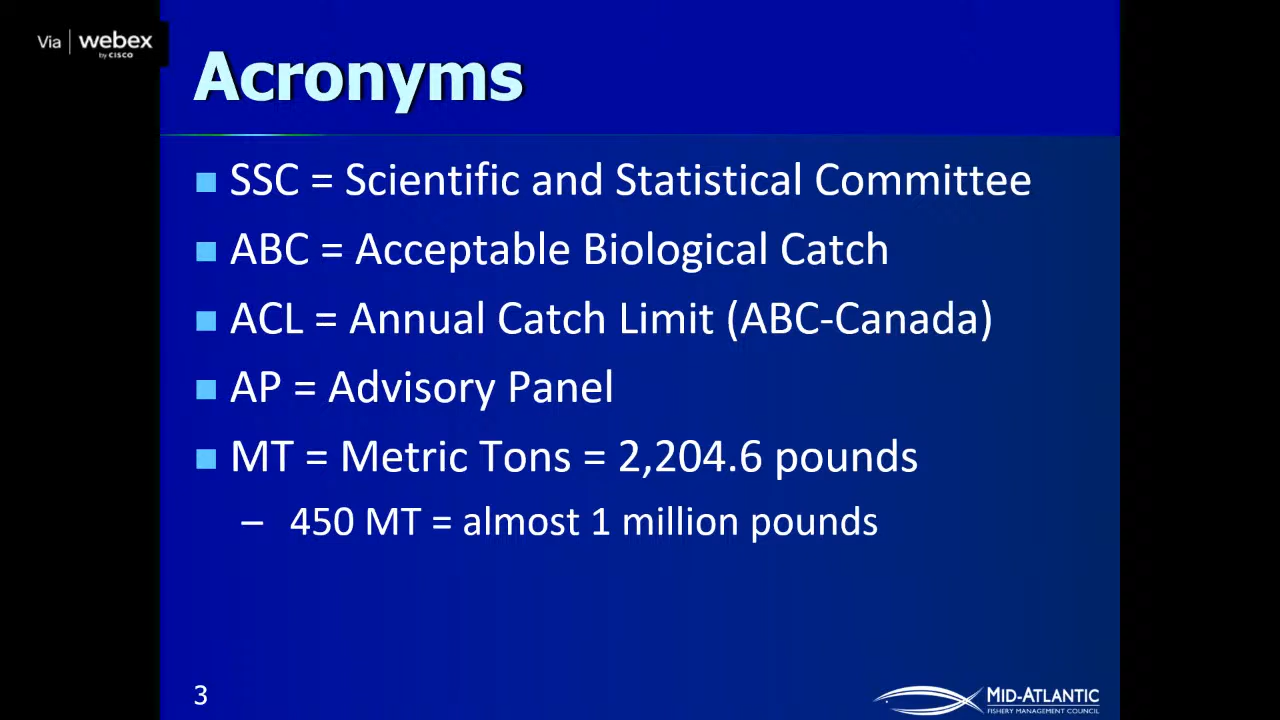 Via | webex
by CISCO
Acronyms
SSC = Scientific and Statistical Committee
ABC = Acceptable Biological Catch
ACL = Annual Catch Limit (ABC-Canada)
AP = Advisory Panel
MT = Metric Tons = 2,204.6 pounds
– 450 MT = almost 1 million pounds
3
MID-ATLANTIC
FISHERY MANAGEMENT COUNCIL